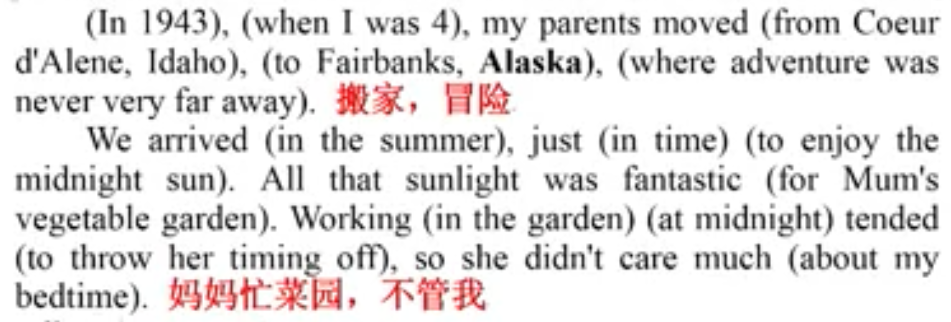 (In 1943), (when I was 4), my parents moved (from Coeur
d'Alene, Idaho), (to Fairbanks, Alaska), (where adventure was
never very far away). 搬家，冒险
We arrived (in the summer), just (in time) (to enjoy the
midnight sun). All that sunlight was fantastic (for Mum's
vegetable garden). Working (in the garden) (at midnight) tended
(to throw her timing off), so she didn't care much (about my
bedtime). 妈妈忙菜园，不管我